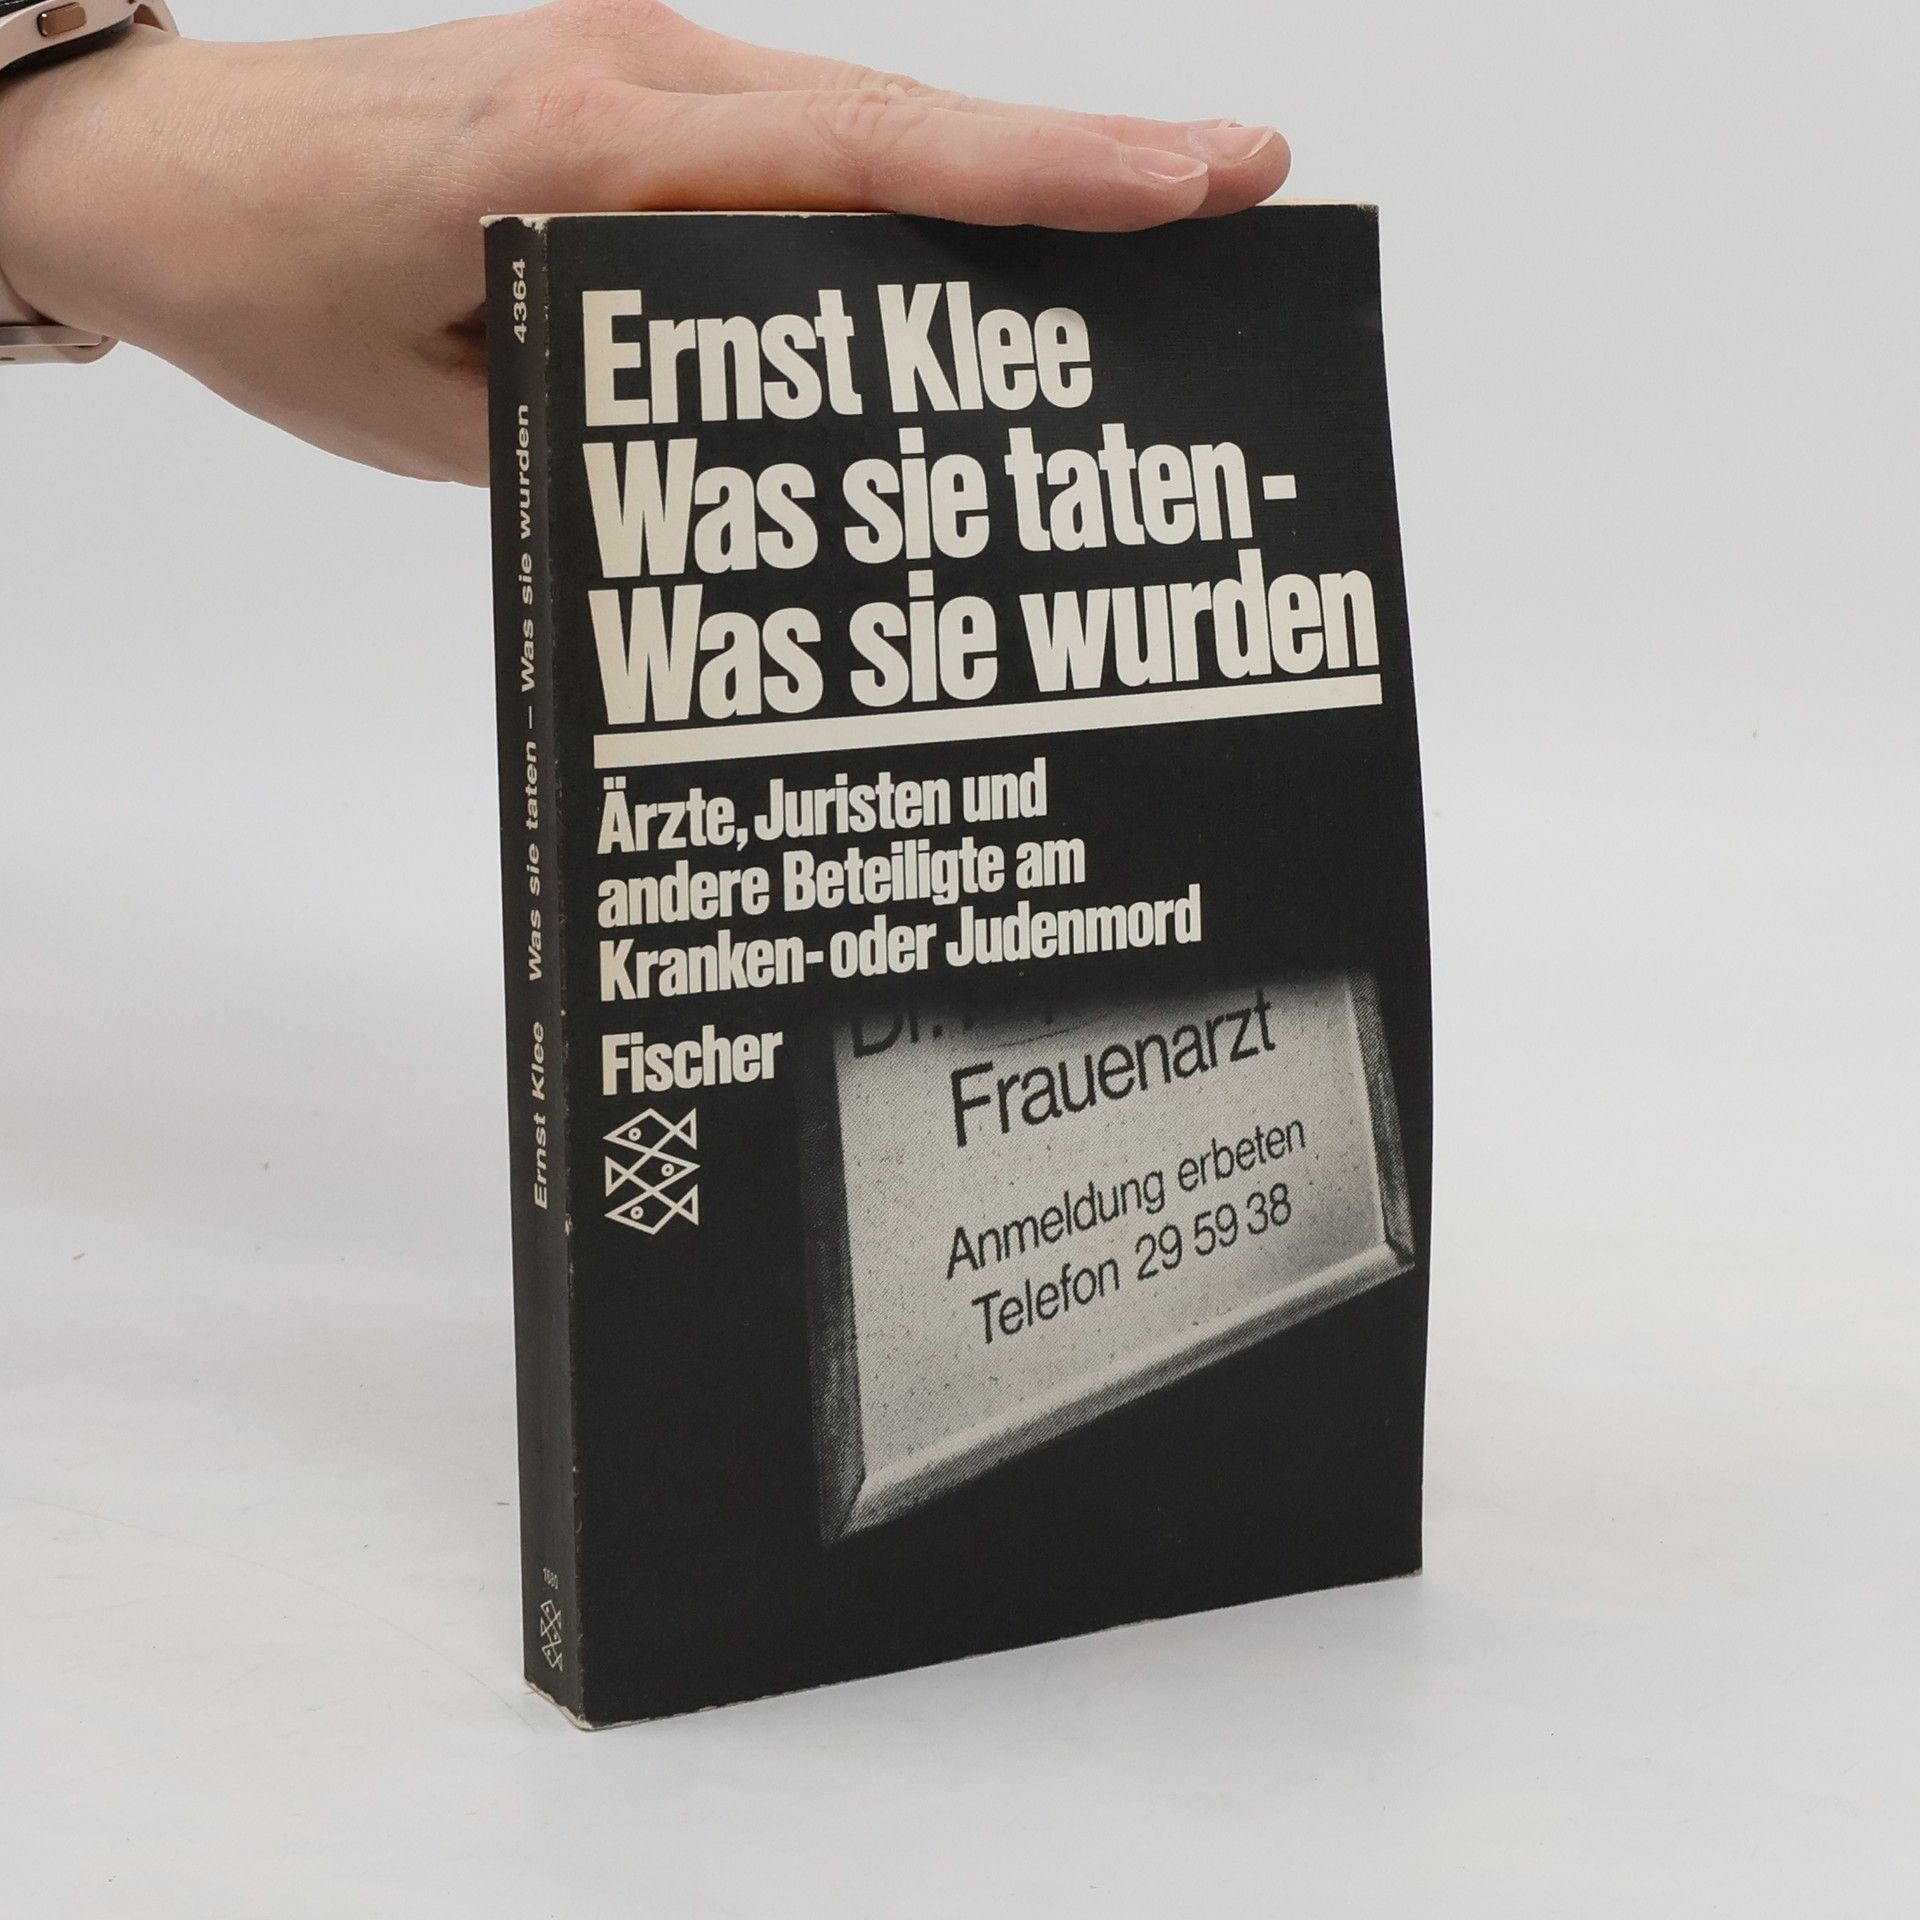 Ernst Klee
Was sie taten-
Was sie wurden
Ärzte, Juristen und
andere Beteiligte am
Kranken-oder Judenmord
Fischer
Frauenarzt
Anmeldung erbeten
Telefon 29 59 38
Ernst Klee Was sie taten – Was sie wurden 4364
1680